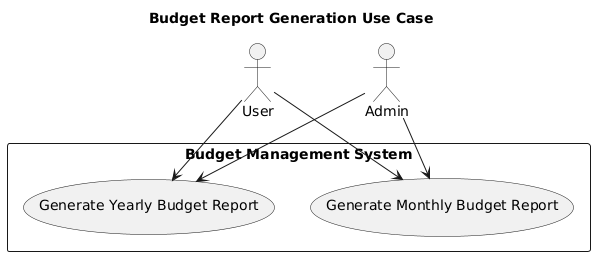 Budget Report Generation Use Case
User
Admin
Budget Management System
Generate Yearly Budget Report
Generate Monthly Budget Report